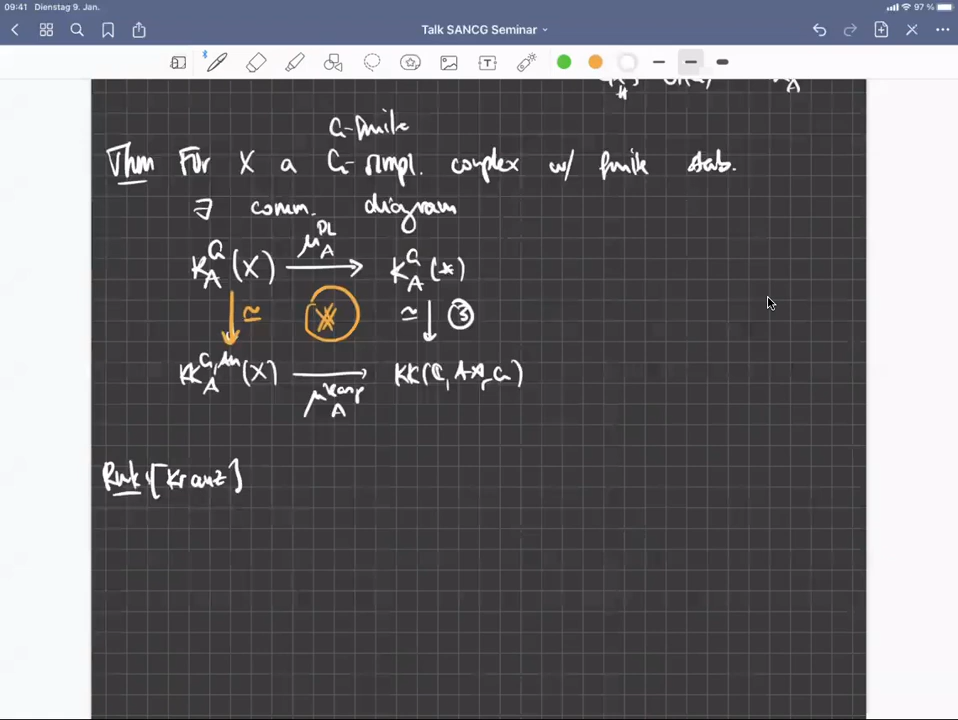 09:41 Dienstag 9. Jan.
97 %
Talk SANCG Seminar
G-finite
Thm For X a G-simpl. complex w/ finite stab.
∃ comm. diagram
μ_A^{DL}
K_A^G(X) → K_A^G(*)
≃ ≃ ③
KK_A^{G,An}(X) → KK(ℂ, A⋊_r G)
μ_A^{Kasp}
Rmk: [Kranz]